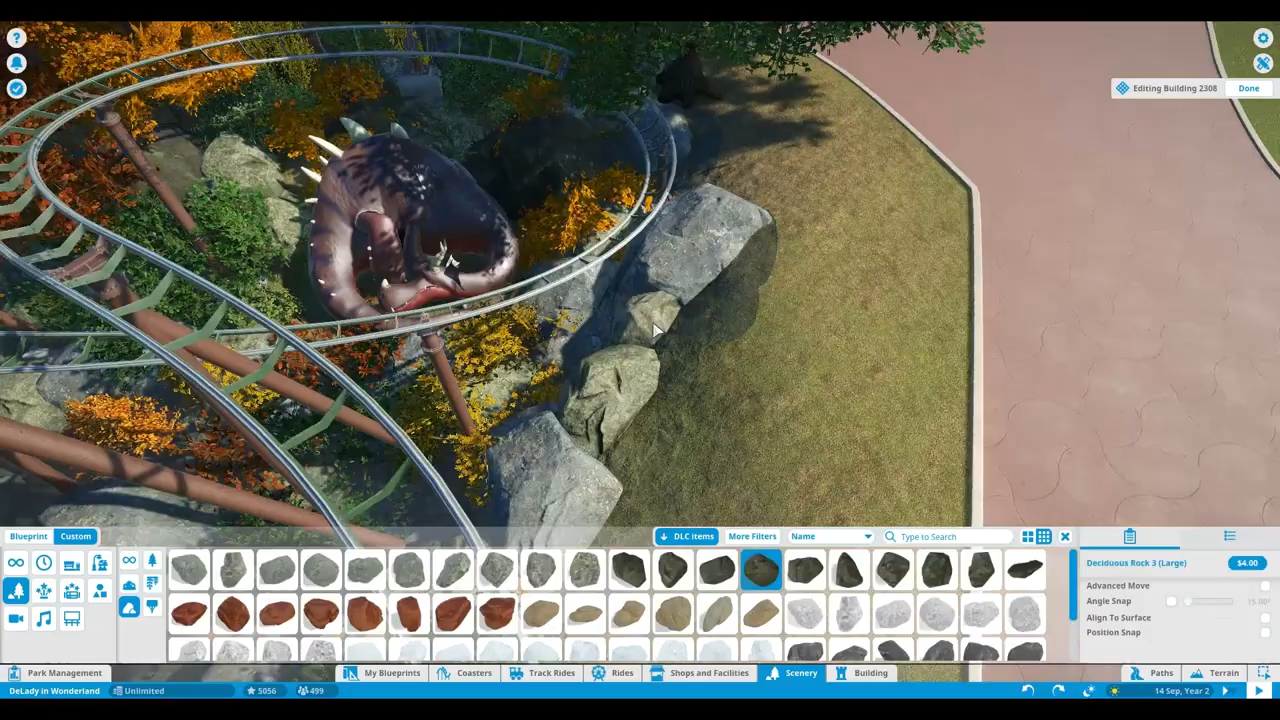 ?
Editing Building 2308 Done
Blueprint Custom DLC items More Filters Name Type to Search
Deciduous Rock 3 (Large) $4.00
Advanced Move
Angle Snap 15.00°
Align To Surface
Position Snap
Park Management My Blueprints Coasters Track Rides Rides Shops and Facilities Scenery Building Paths Terrain
DeLady in Wonderland Unlimited 5056 499 14 Sep, Year 2